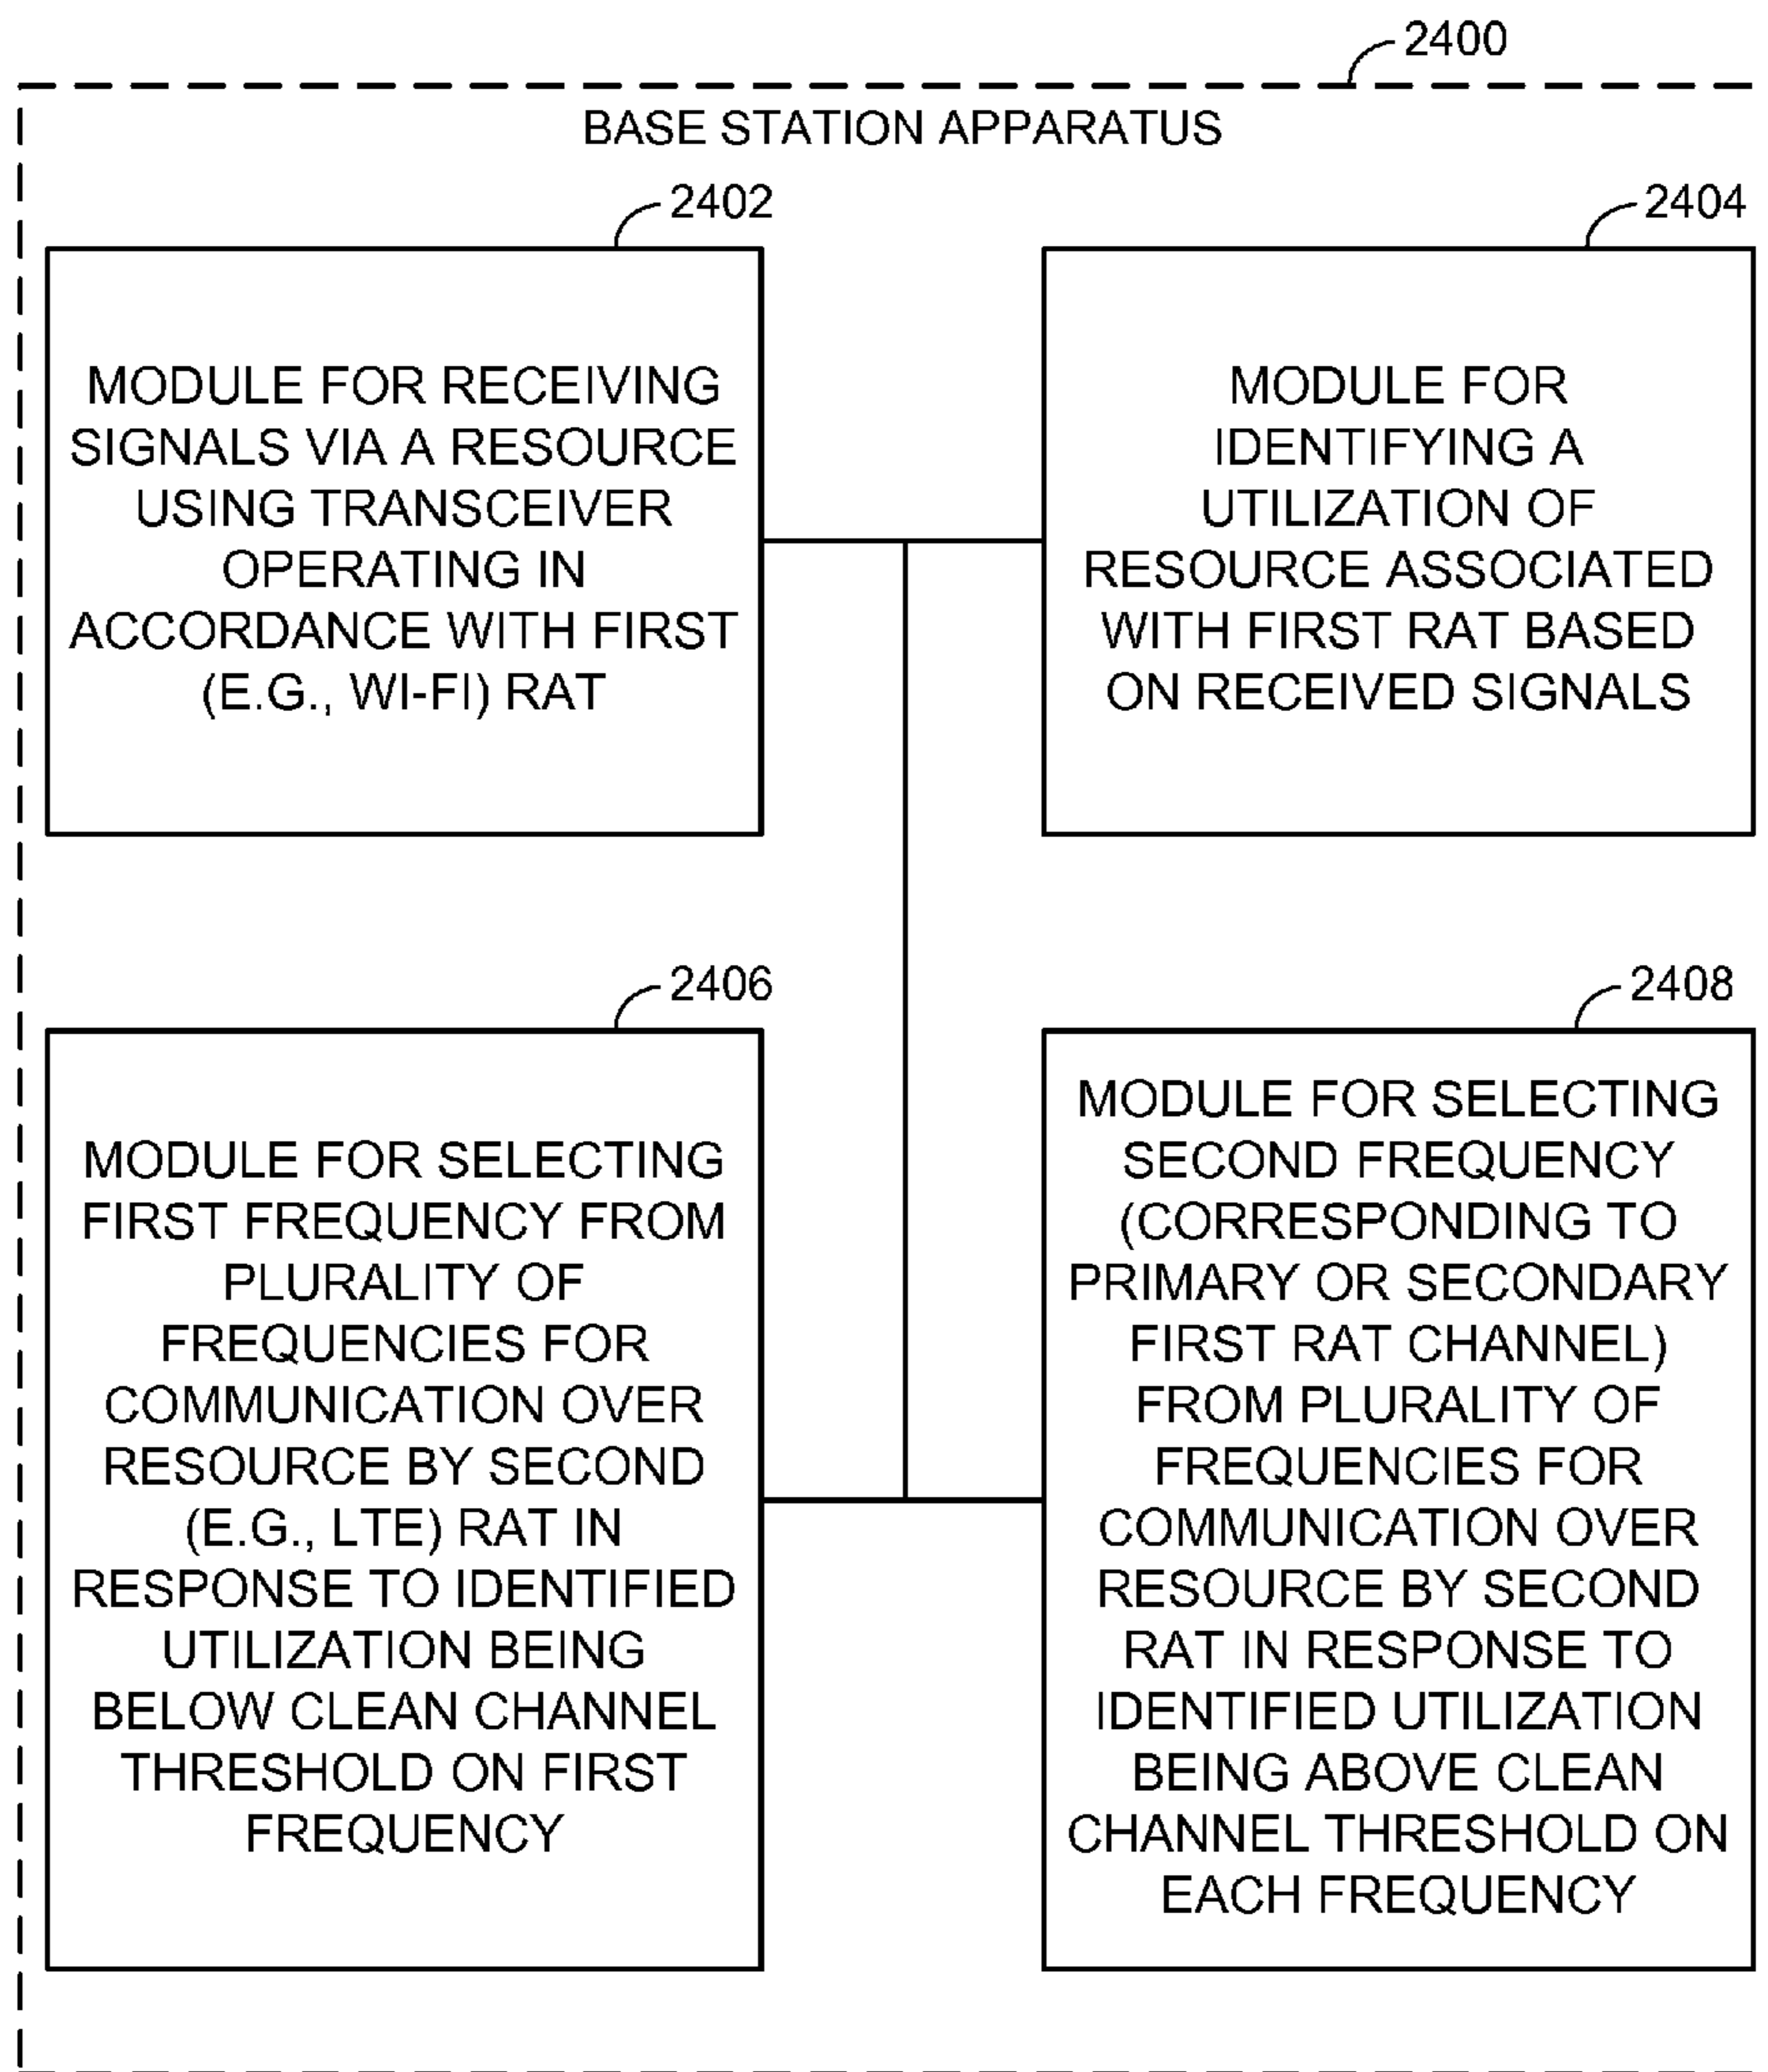 2400
BASE STATION APPARATUS
2402
MODULE FOR RECEIVING
SIGNALS VIA A RESOURCE
USING TRANSCEIVER
OPERATING IN
ACCORDANCE WITH FIRST
(E.G., WI-FI) RAT
2404
MODULE FOR
IDENTIFYING A
UTILIZATION OF
RESOURCE ASSOCIATED
WITH FIRST RAT BASED
ON RECEIVED SIGNALS
2406
MODULE FOR SELECTING
FIRST FREQUENCY FROM
PLURALITY OF
FREQUENCIES FOR
COMMUNICATION OVER
RESOURCE BY SECOND
(E.G., LTE) RAT IN
RESPONSE TO IDENTIFIED
UTILIZATION BEING
BELOW CLEAN CHANNEL
THRESHOLD ON FIRST
FREQUENCY
2408
MODULE FOR SELECTING
SECOND FREQUENCY
(CORRESPONDING TO
PRIMARY OR SECONDARY
FIRST RAT CHANNEL)
FROM PLURALITY OF
FREQUENCIES FOR
COMMUNICATION OVER
RESOURCE BY SECOND
RAT IN RESPONSE TO
IDENTIFIED UTILIZATION
BEING ABOVE CLEAN
CHANNEL THRESHOLD ON
EACH FREQUENCY